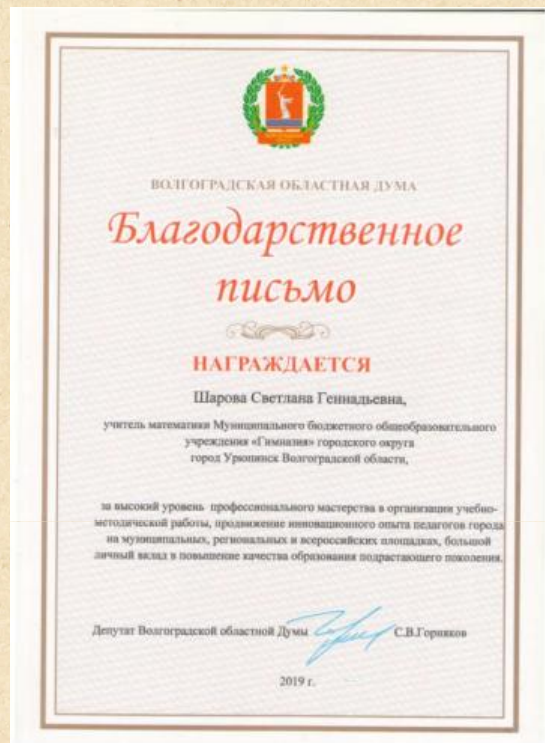 ВОЛГОГРАДСКАЯ ОБЛАСТНАЯ ДУМА
Благодарственное
письмо
НАГРАЖДАЕТСЯ
Шарова Светлана Геннадьевна,
учитель математики Муниципального бюджетного общеобразовательного
учреждения «Гимназия» городского округа
город Урюпинск Волгоградской области,
за высокий уровень профессионального мастерства в организации учебно-
методической работы, продвижение инновационного опыта педагогов города
на муниципальных, региональных и всероссийских площадках, большой
личный вклад в повышение качества образования подрастающего поколения.
Депутат Волгоградской областной Думы С.В.Горняков
2019 г.